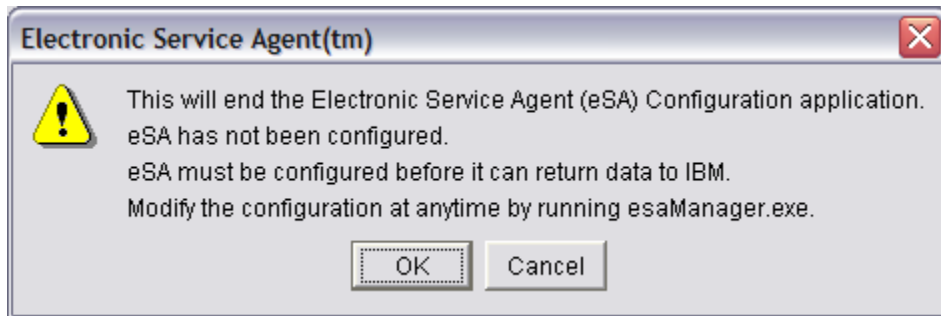 Electronic Service Agent(tm)
This will end the Electronic Service Agent (eSA) Configuration application.
eSA has not been configured.
eSA must be configured before it can return data to IBM.
Modify the configuration at anytime by running esaManager.exe.
OK Cancel